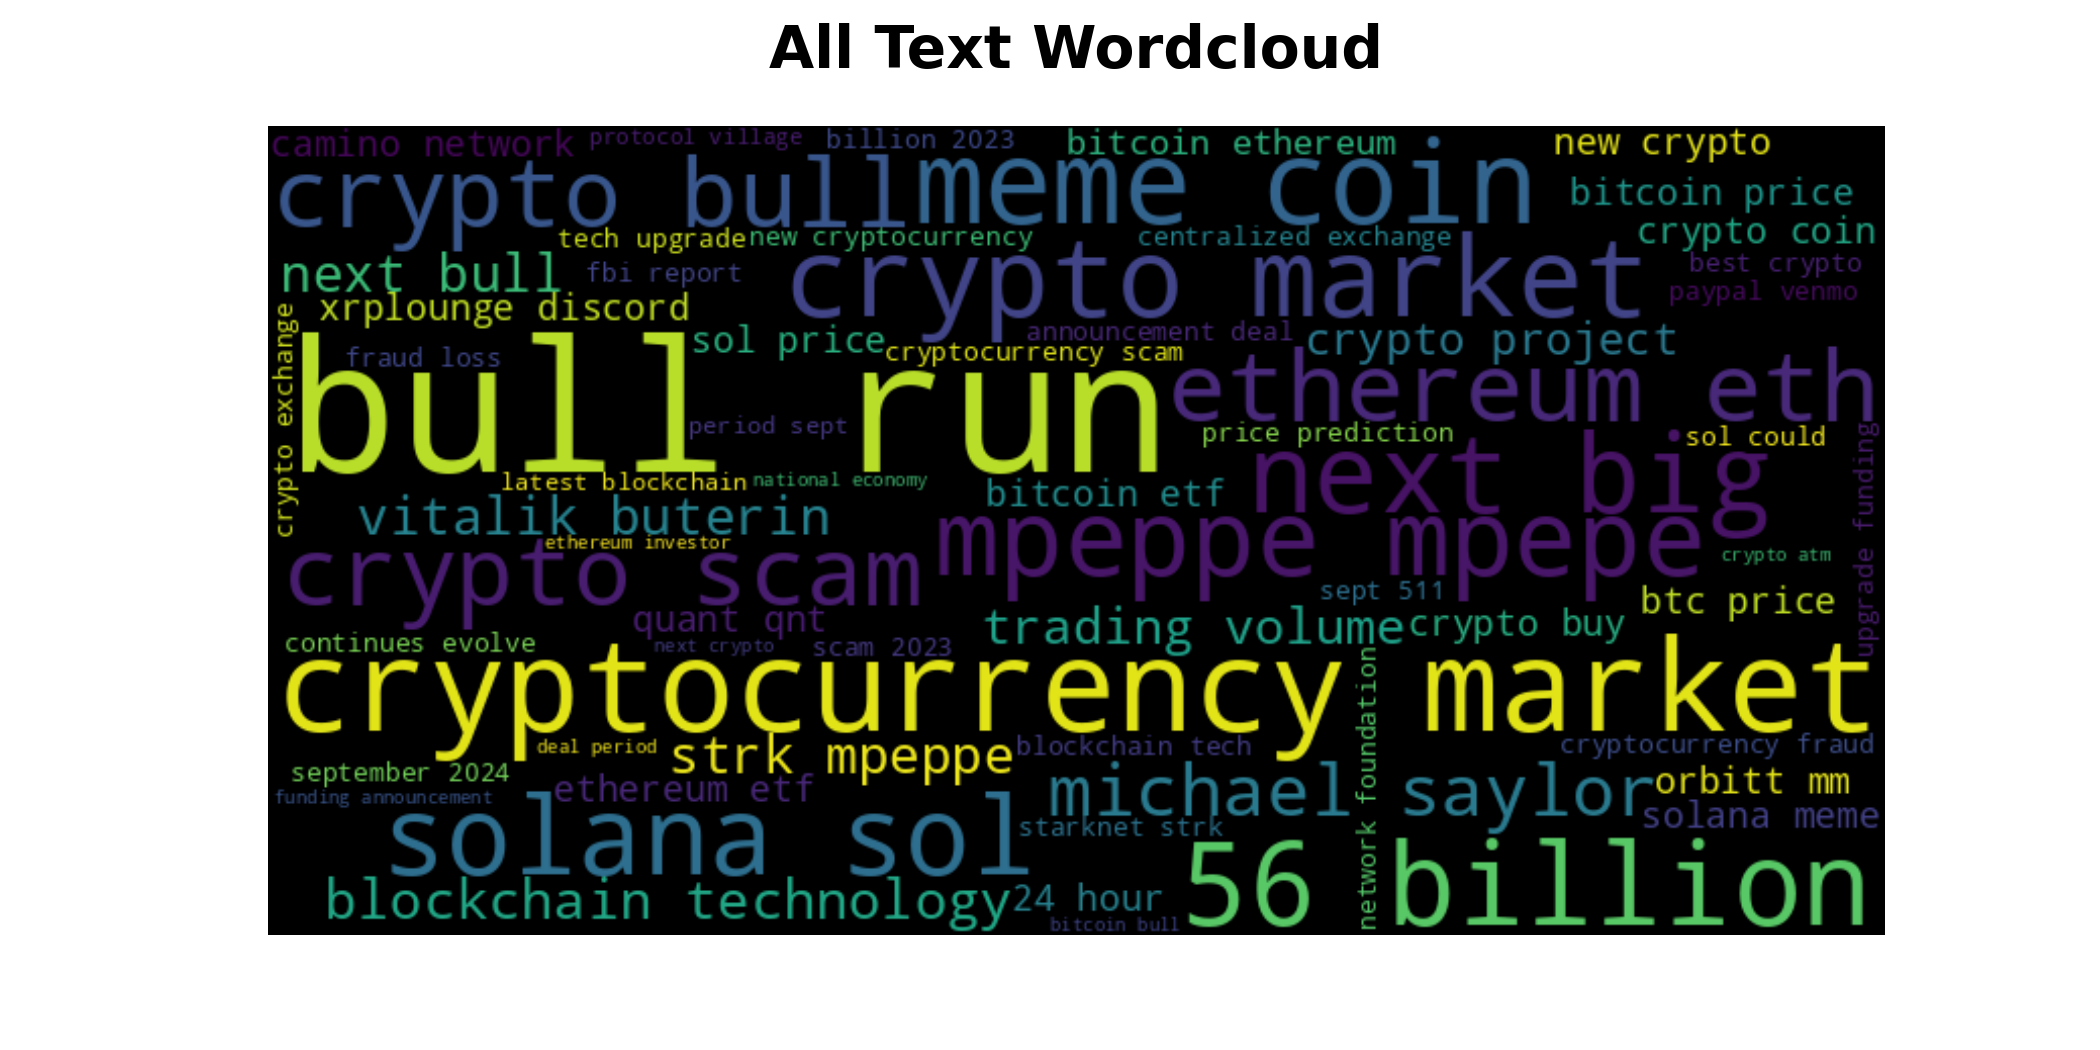 All Text Wordcloud
camino network
protocol village
billion 2023
bitcoin ethereum
new crypto
crypto bull
meme coin
bitcoin price
crypto coin
tech upgrade
new cryptocurrency
centralized exchange
next bull
fbi report
crypto market
best crypto
paypal venmo
xrplounge discord
sol price
announcement deal
crypto project
fraud loss
cryptocurrency scam
crypto exchange
bull run
ethereum eth
period sept
price prediction
sol could
latest blockchain
national economy
bitcoin etf
next big
upgrade funding
vitalik buterin
mpeppe mpepe
ethereum investor
crypto scam
crypto atm
sept 511
btc price
quant qnt
trading volume
crypto buy
continues evolve
next crypto
scam 2023
cryptocurrency market
network foundation
deal period
strk mpeppe
blockchain tech
cryptocurrency fraud
september 2024
ethereum etf
michael saylor
orbitt mm
funding announcement
solana sol
starknet strk
solana meme
56 billion
blockchain technology
24 hour
bitcoin bull